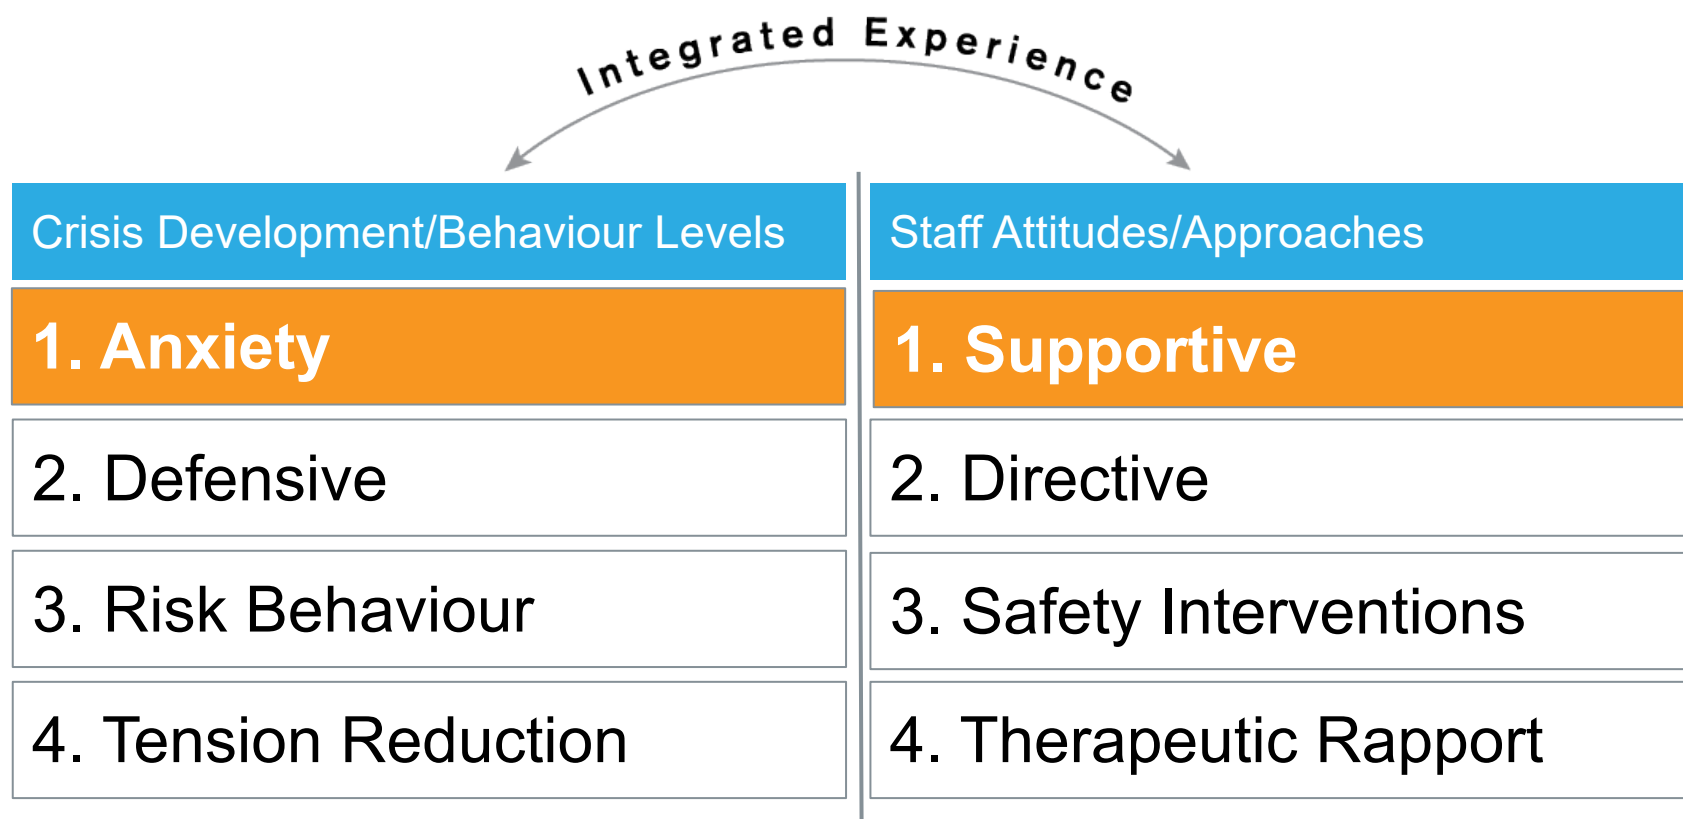 Integrated Experience
Crisis Development/Behaviour Levels
Staff Attitudes/Approaches
1. Anxiety
1. Supportive
2. Defensive
2. Directive
3. Risk Behaviour
3. Safety Interventions
4. Tension Reduction
4. Therapeutic Rapport